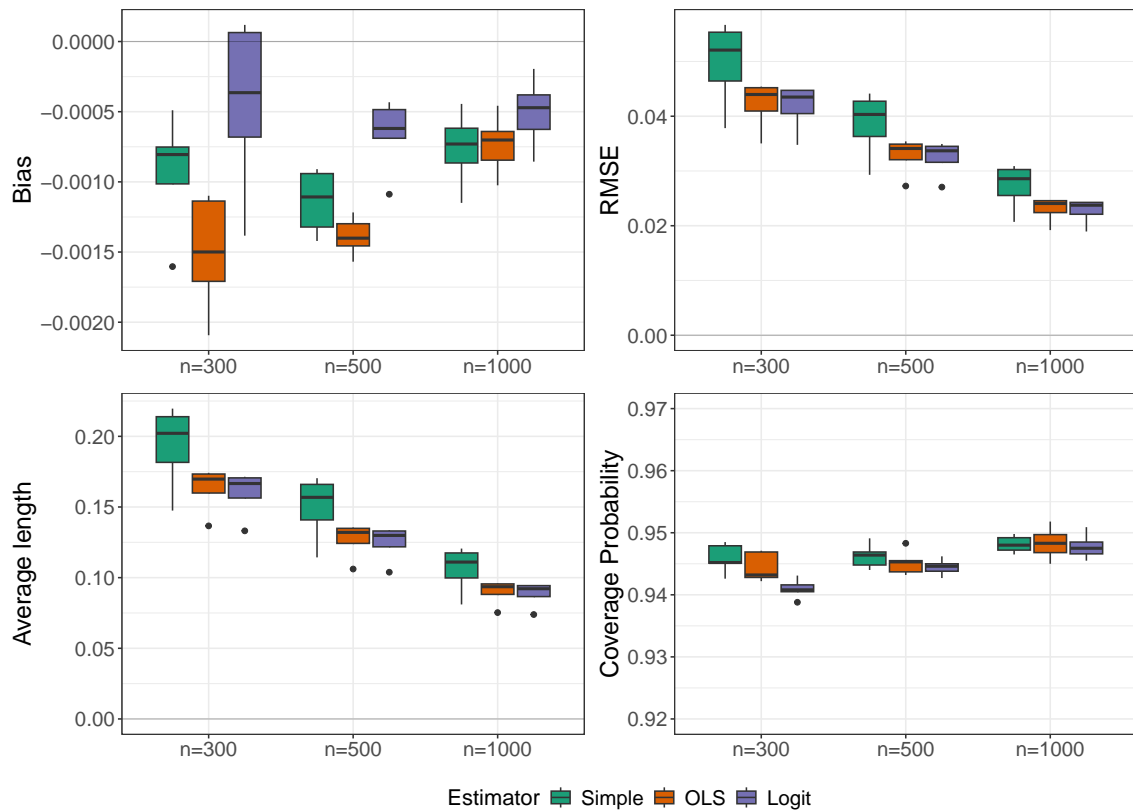 Bias
0.0000
−0.0005
−0.0010
−0.0015
−0.0020
n=300 n=500 n=1000
RMSE
0.04
0.02
0.00
n=300 n=500 n=1000
Average length
0.20
0.15
0.10
0.05
0.00
n=300 n=500 n=1000
Coverage Probability
0.97
0.96
0.95
0.94
0.93
0.92
n=300 n=500 n=1000
Estimator Simple OLS Logit